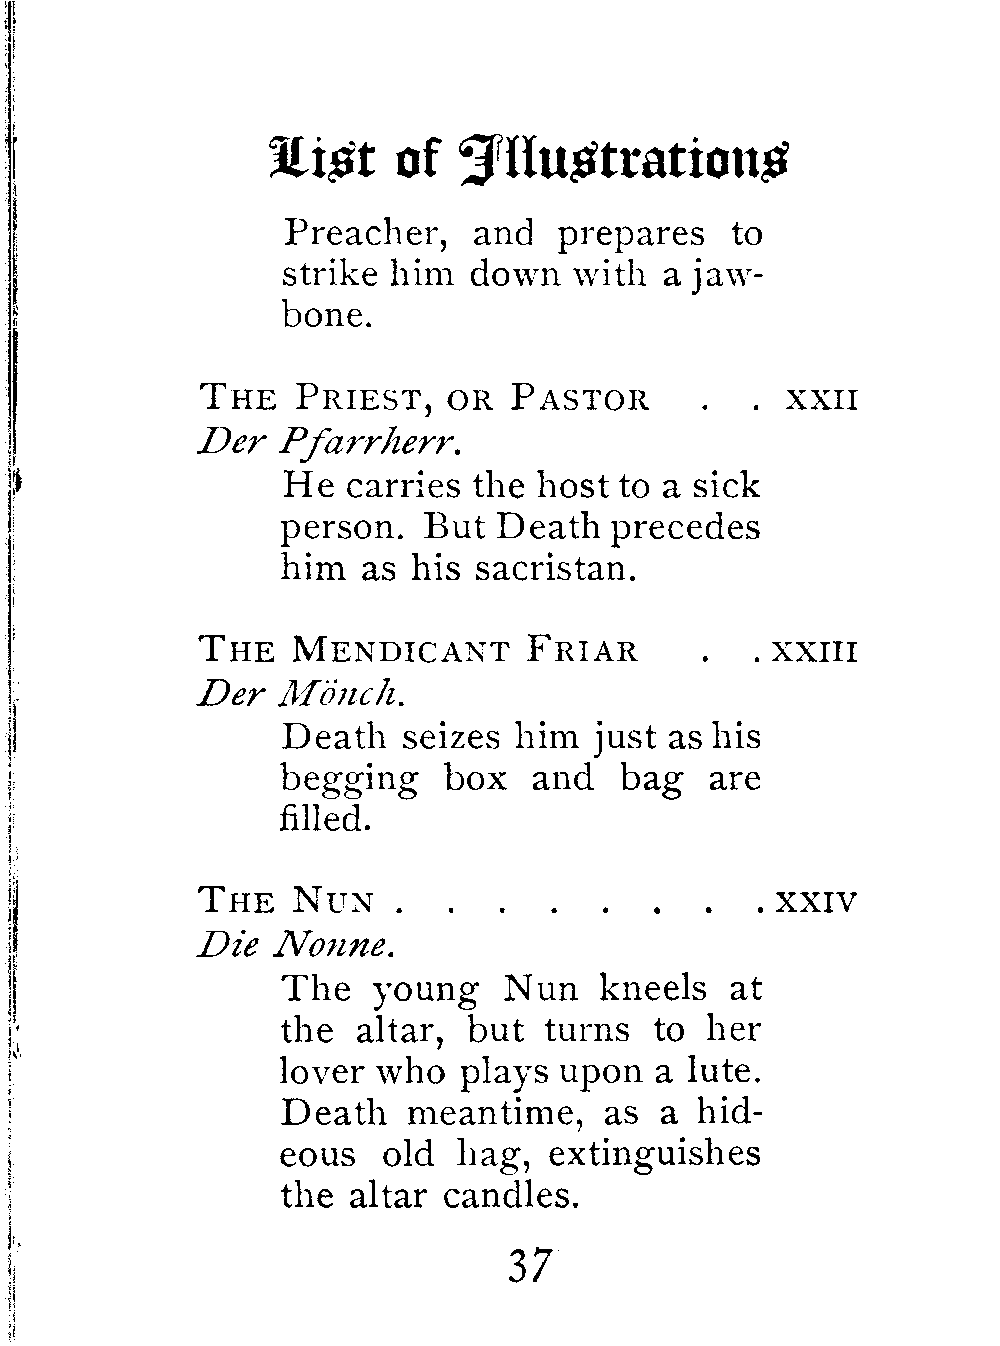 List of Illustrations
Preacher, and prepares to
strike him down with a jaw-
bone.
The Priest, or Pastor . . XXII
Der Pfarrherr.
He carries the host to a sick
person. But Death precedes
him as his sacristan.
The Mendicant Friar . . XXIII
Der Mönch.
Death seizes him just as his
begging box and bag are
filled.
The Nun . . . . . . . . XXIV
Die Nonne.
The young Nun kneels at
the altar, but turns to her
lover who plays upon a lute.
Death meantime, as a hid-
eous old hag, extinguishes
the altar candles.
37